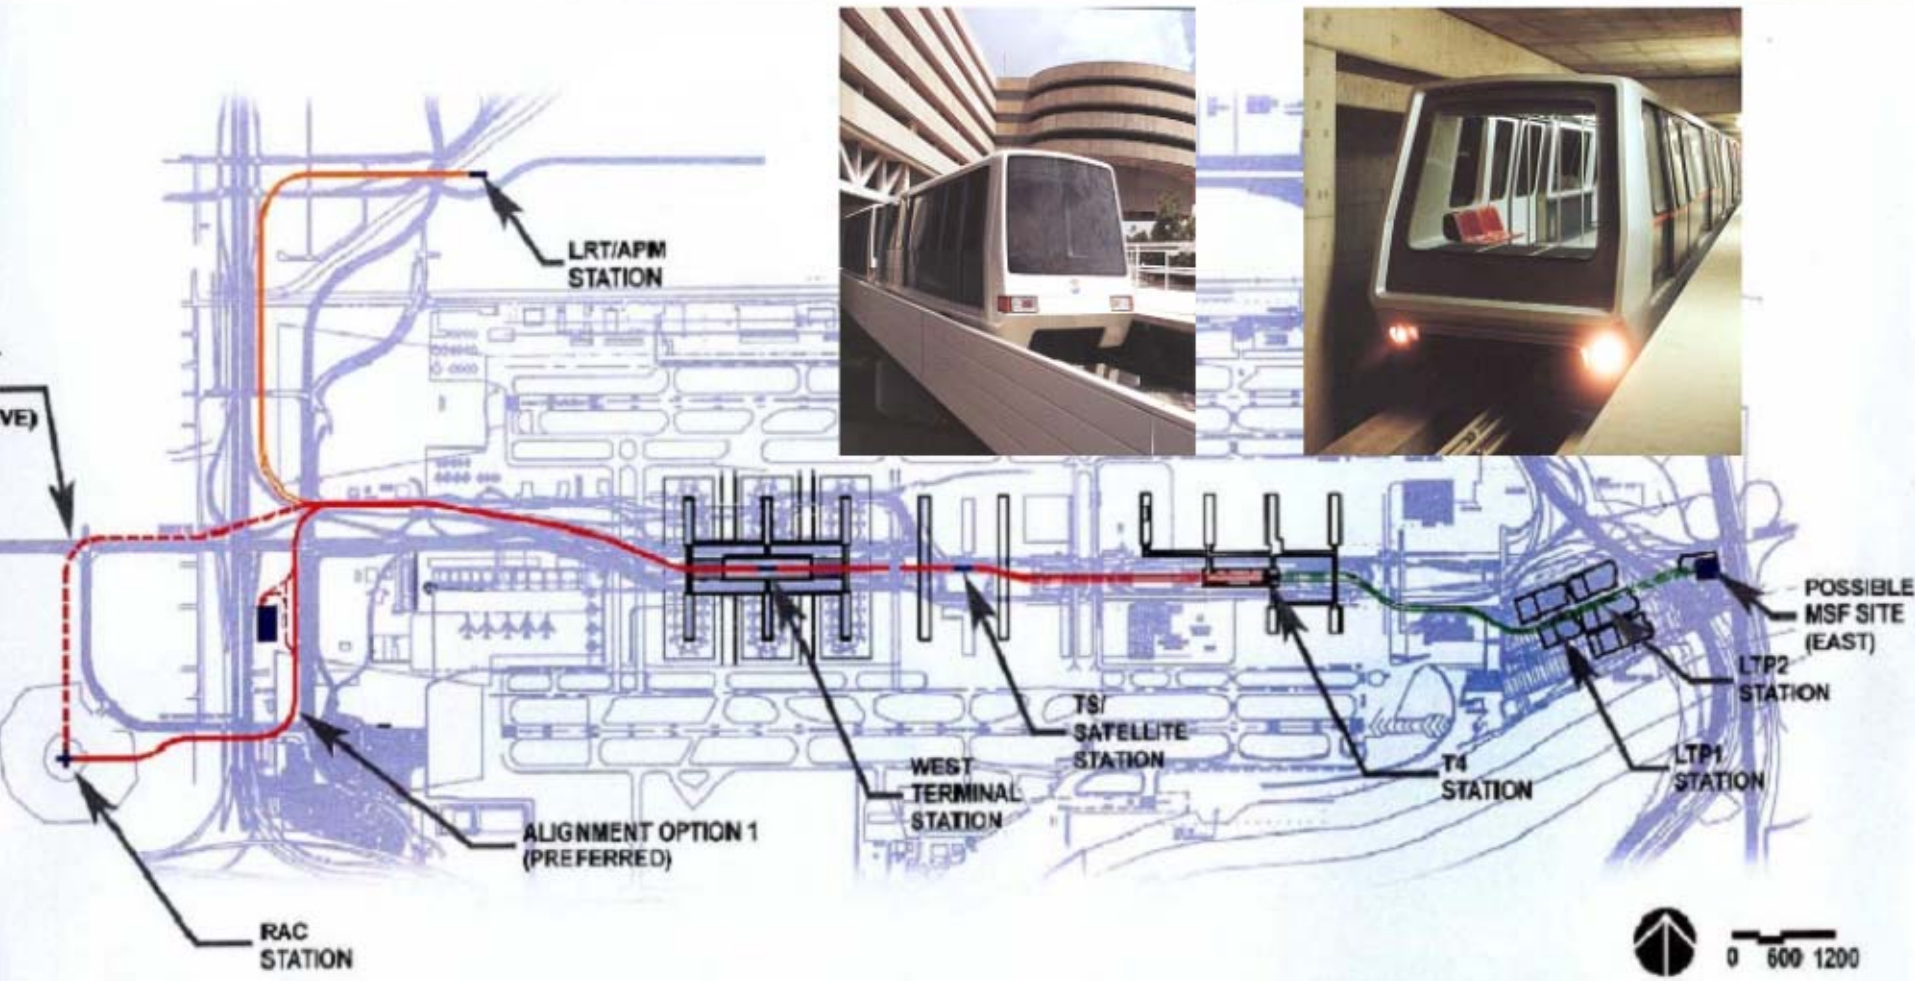 LRT/APM
STATION
VE)
POSSIBLE
MSF SITE
(EAST)
LTP2
STATION
TS/
SATELLITE
STATION
LTP1
STATION
WEST
TERMINAL
STATION
T4
STATION
ALIGNMENT OPTION 1
(PREFERRED)
RAC
STATION
0 600 1200